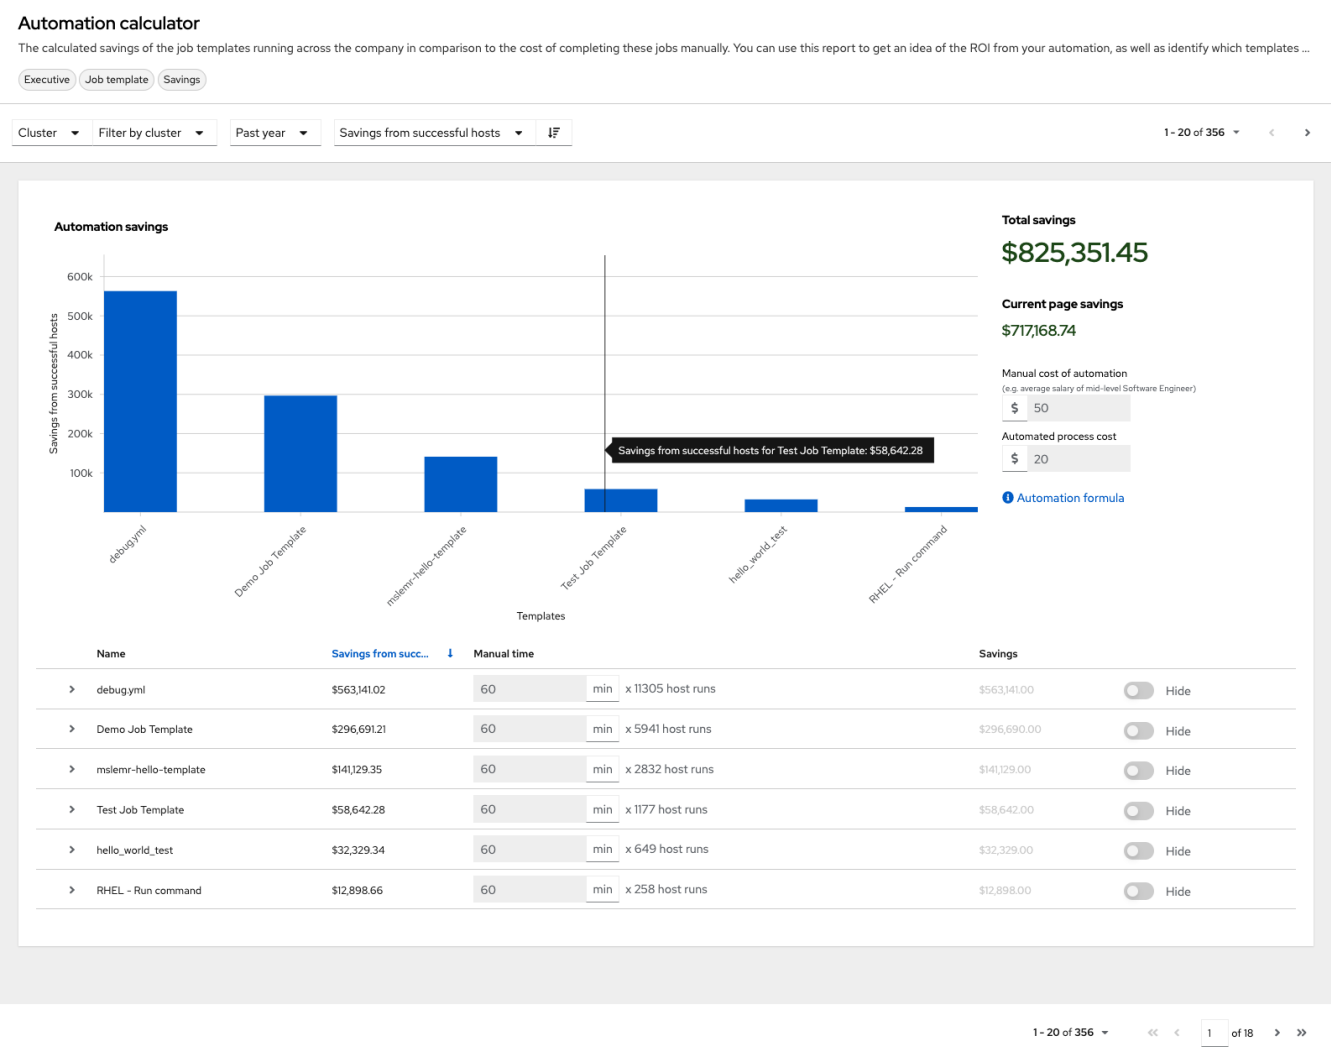 Automation calculator
The calculated savings of the job templates running across the company in comparison to the cost of completing these jobs manually. You can use this report to get an idea of the ROI from your automation, as well as identify which templates ...
Executive Job template Savings
Cluster Filter by cluster Past year Savings from successful hosts 1 - 20 of 356
Automation savings
Total savings
$825,351.45
Current page savings
$717,168.74
Manual cost of automation
(e.g. average salary of mid-level Software Engineer)
$ 50
Automated process cost
$ 20
Automation formula
Savings from successful hosts
600k
500k
400k
300k
200k
100k
Savings from successful hosts for Test Job Template: $58,642.28
debug.yml
Demo Job Template
mslemr-hello-template
Test Job Template
hello_world_test
RHEL - Run command
Templates
Name Savings from succ... Manual time Savings
debug.yml $563,141.02 60 min x 11305 host runs $563,141.00 Hide
Demo Job Template $296,691.21 60 min x 5941 host runs $296,690.00 Hide
mslemr-hello-template $141,129.35 60 min x 2832 host runs $141,129.00 Hide
Test Job Template $58,642.28 60 min x 1177 host runs $58,642.00 Hide
hello_world_test $32,329.34 60 min x 649 host runs $32,329.00 Hide
RHEL - Run command $12,898.66 60 min x 258 host runs $12,898.00 Hide
1 - 20 of 356 1 of 18